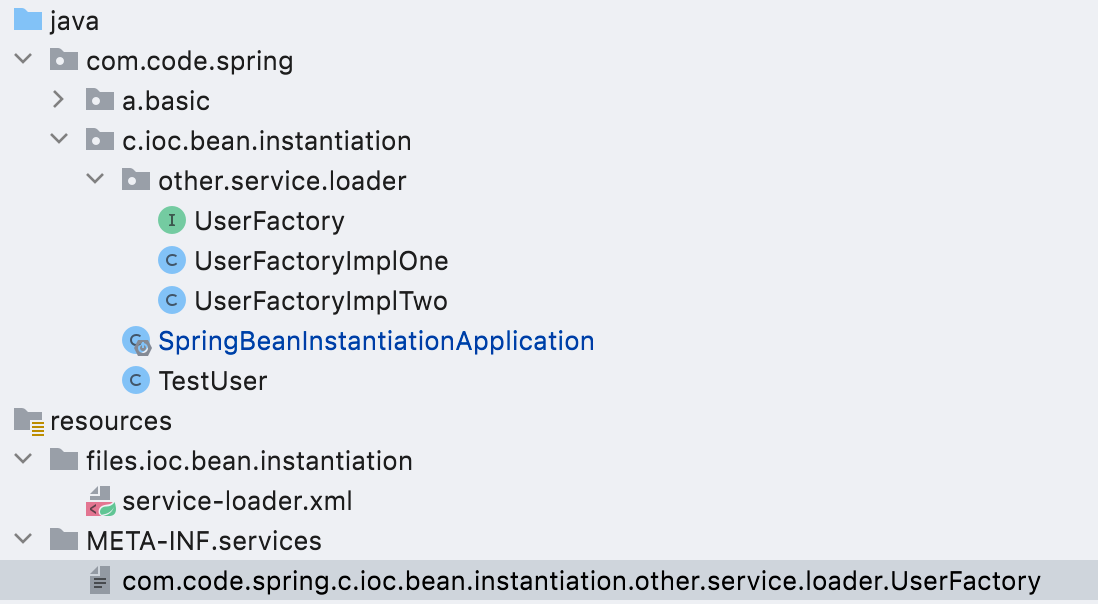 java
com.code.spring
a.basic
c.ioc.bean.instantiation
other.service.loader
I UserFactory
C UserFactoryImplOne
C UserFactoryImplTwo
C SpringBeanInstantiationApplication
C TestUser
resources
files.ioc.bean.instantiation
service-loader.xml
META-INF.services
com.code.spring.c.ioc.bean.instantiation.other.service.loader.UserFactory